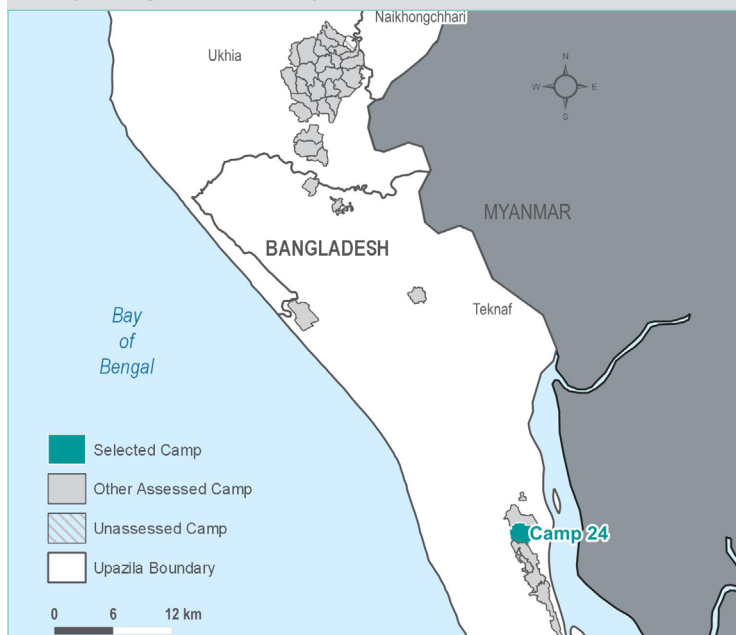 Naikhongchhari
Ukhia
N
W
E
S
MYANMAR
BANGLADESH
Teknaf
Bay
of
Bengal
Selected Camp
Other Assessed Camp
Unassessed Camp
Upazila Boundary
Camp 24
0 6 12 km